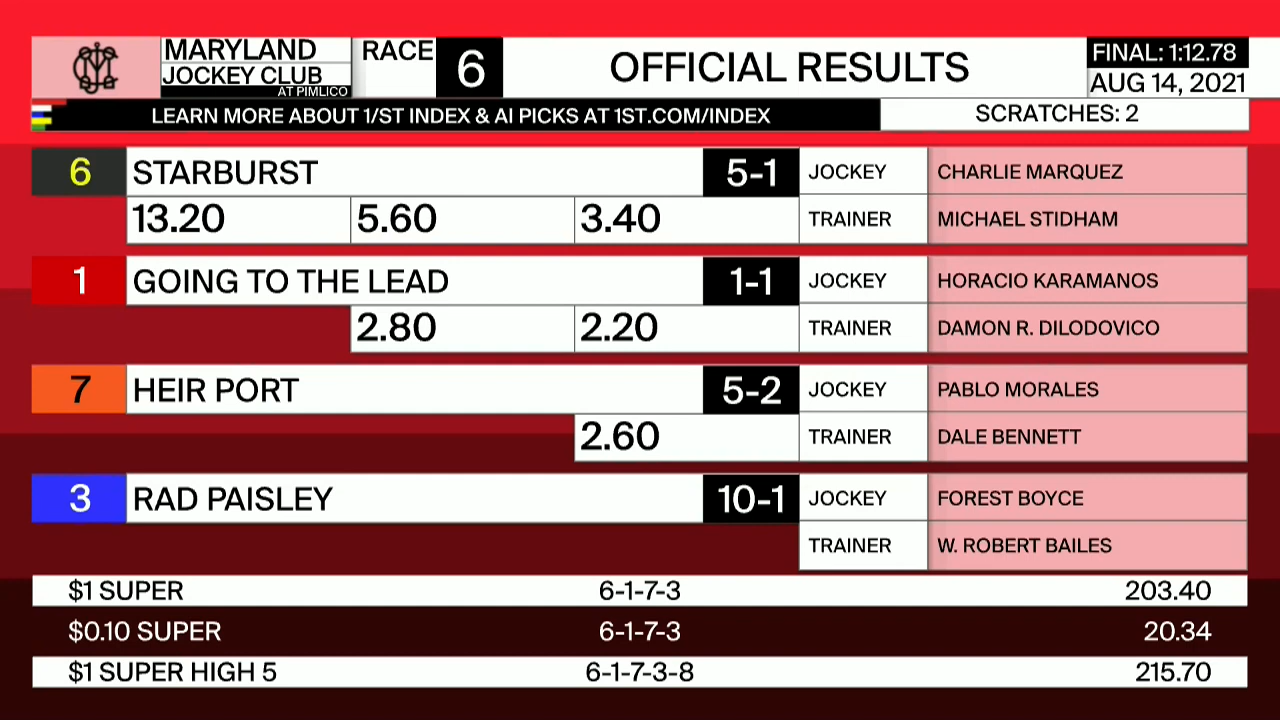 MARYLAND
JOCKEY CLUB
AT PIMLICO
RACE 6
OFFICIAL RESULTS
FINAL: 1:12.78
AUG 14, 2021
LEARN MORE ABOUT 1/ST INDEX & AI PICKS AT 1ST.COM/INDEX
SCRATCHES: 2
6 STARBURST 5-1 JOCKEY CHARLIE MARQUEZ
13.20 5.60 3.40 TRAINER MICHAEL STIDHAM
1 GOING TO THE LEAD 1-1 JOCKEY HORACIO KARAMANOS
2.80 2.20 TRAINER DAMON R. DILODOVICO
7 HEIR PORT 5-2 JOCKEY PABLO MORALES
2.60 TRAINER DALE BENNETT
3 RAD PAISLEY 10-1 JOCKEY FOREST BOYCE
TRAINER W. ROBERT BAILES
$1 SUPER 6-1-7-3 203.40
$0.10 SUPER 6-1-7-3 20.34
$1 SUPER HIGH 5 6-1-7-3-8 215.70